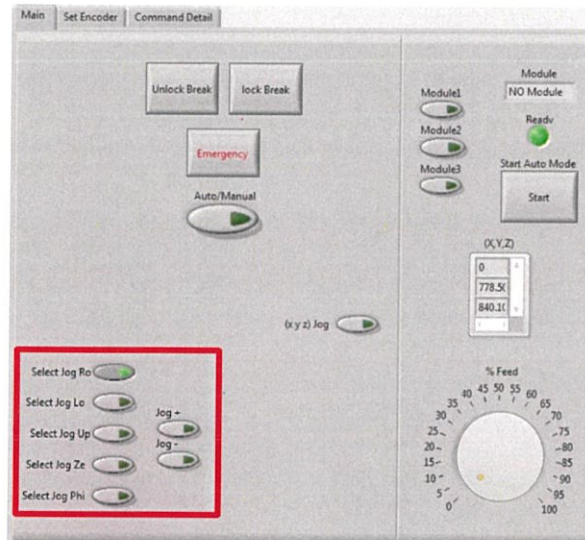 Main
Set Encoder
Command Detail
Unlock Break
lock Break
Emergency
Auto/Manual
Module1
Module2
Module3
Module
NO Module
Ready
Start Auto Mode
Start
(X,Y,Z)
0
778.5(
840.1(
(x y z) Jog
Select Jog Ro
Select Jog Lo
Select Jog Up
Select Jog Ze
Select Jog Phi
Jog +
Jog -
% Feed
0
5
10
15
20
25
30
35
40
45
50
55
60
65
70
75
80
85
90
95
100